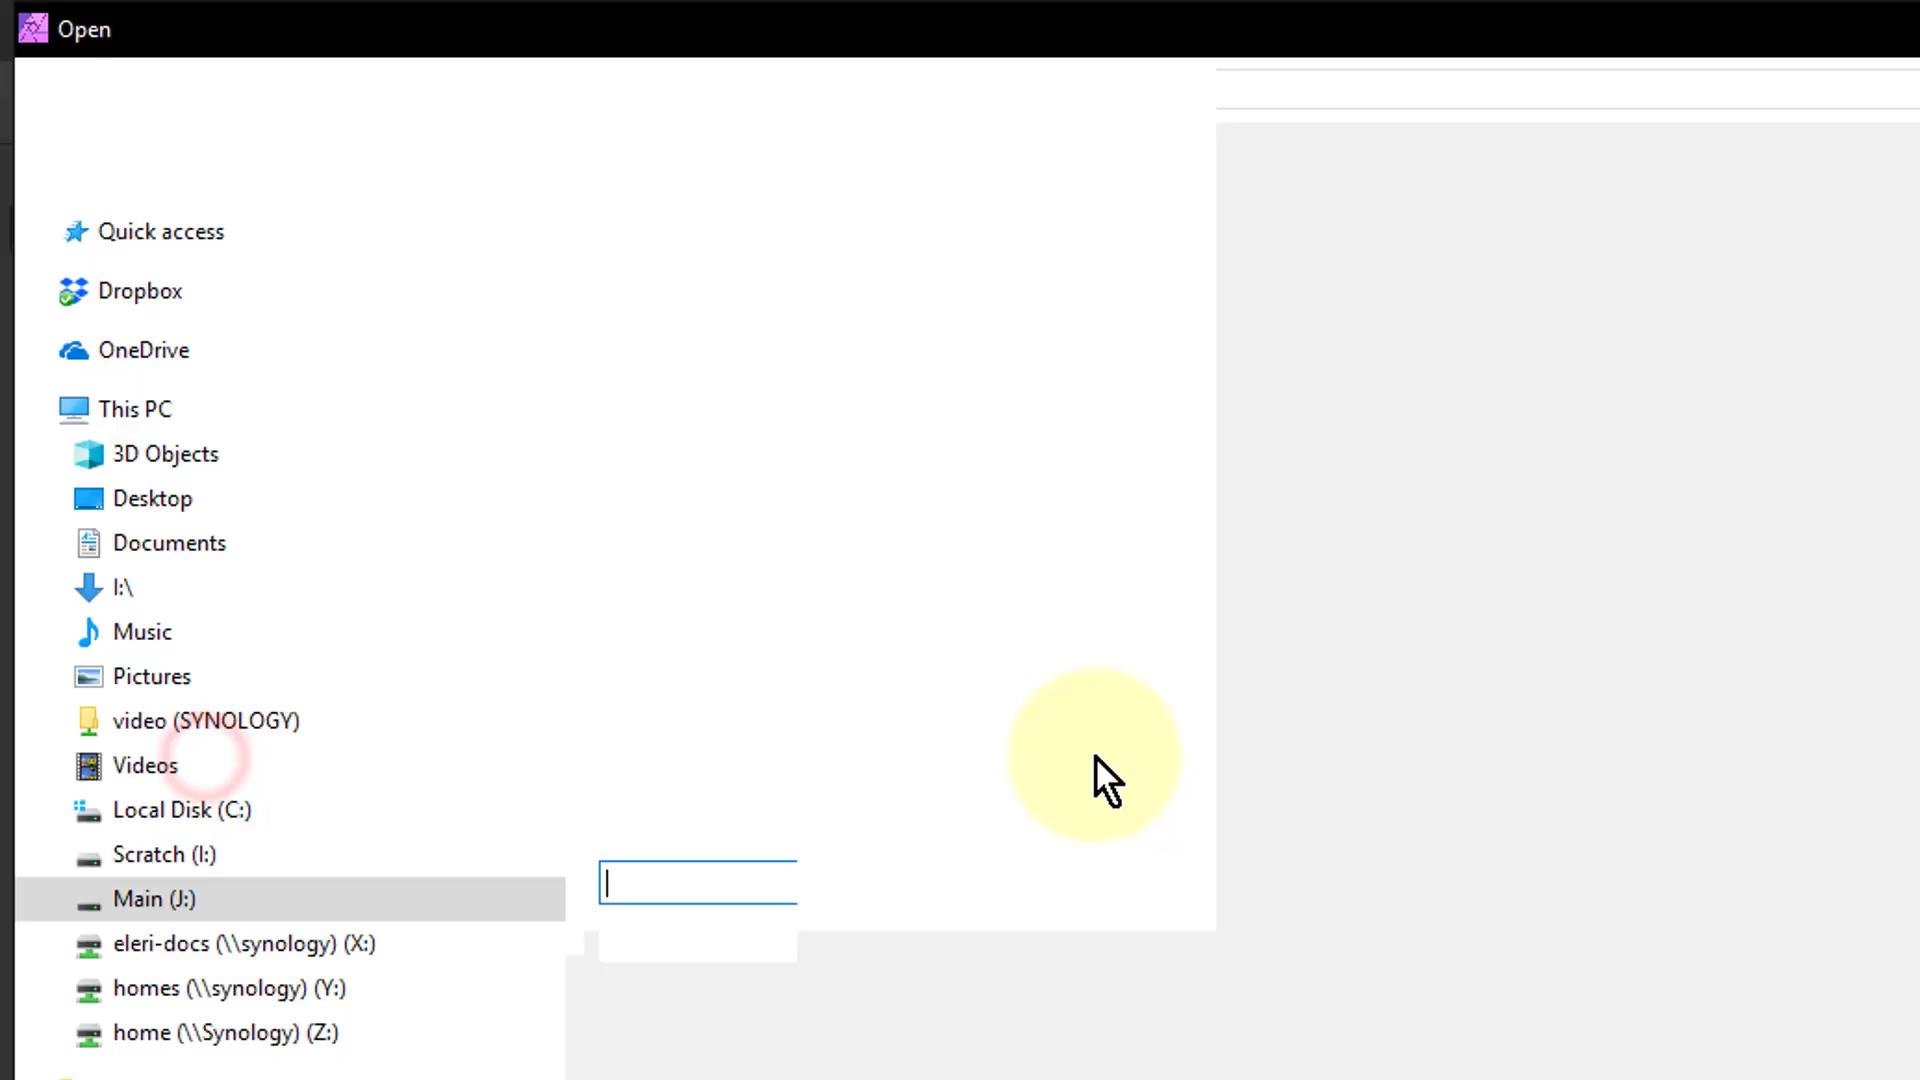 Open
Quick access
Dropbox
OneDrive
This PC
3D Objects
Desktop
Documents
I:\
Music
Pictures
video (SYNOLOGY)
Videos
Local Disk (C:)
Scratch (I:)
Main (J:)
eleri-docs (\\synology) (X:)
homes (\\synology) (Y:)
home (\\Synology) (Z:)